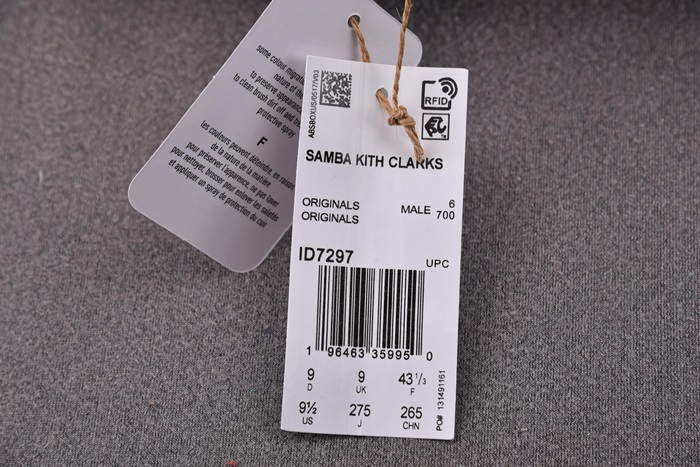 some colour migrati
nature of the
to preserve appearance
to clean brush dirt off and
protective spray
F
les couleurs peuvent déteindre, en raison
de la nature de la matière
pour préserver l'apparence, ne pas laver
pour nettoyer, brosser pour enlever les saletés
et appliquer un spray de protection du cuir
ABSBOXUS/0517/V03
RFID
SAMBA KITH CLARKS
ORIGINALS MALE 6
ORIGINALS 700
ID7297 UPC
1 96463 35995 0
9 9 43 1/3
D UK F
9½ 275 265
US J CHN
PO# 131491161